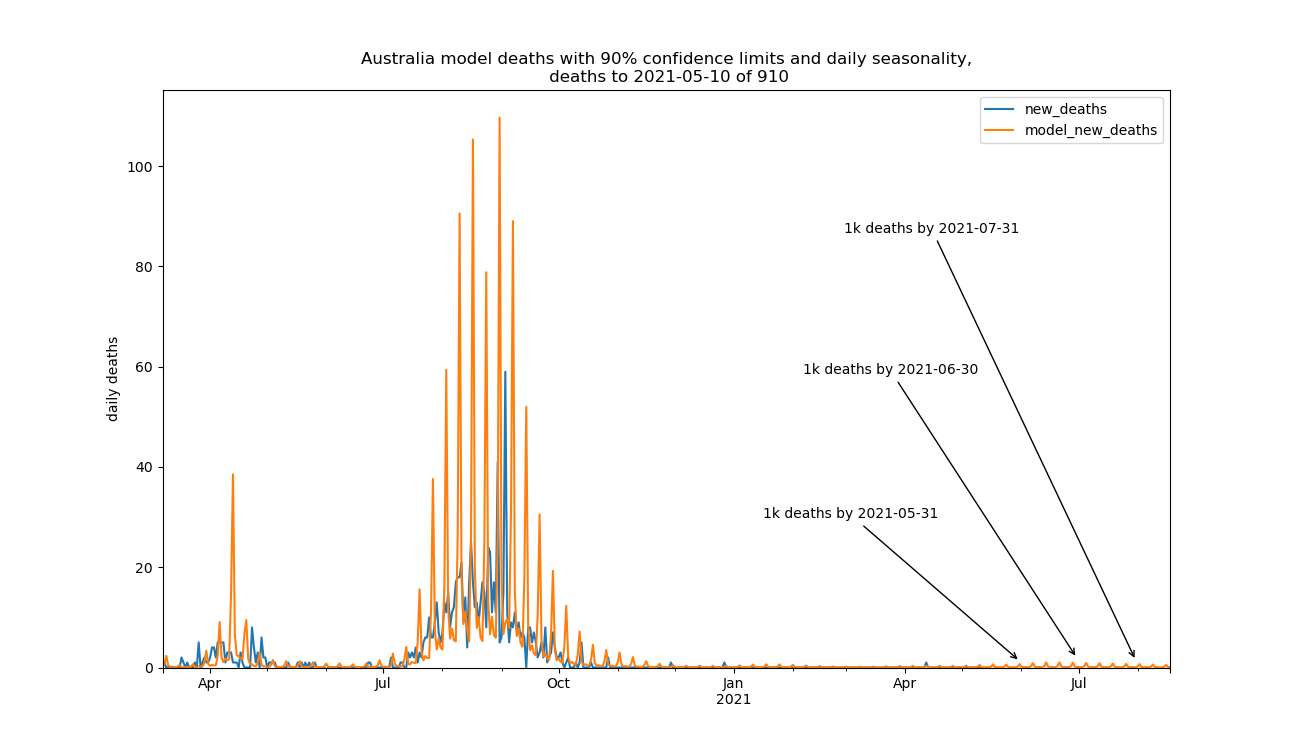 Australia model deaths with 90% confidence limits and daily seasonality,
deaths to 2021-05-10 of 910
new_deaths
model_new_deaths
daily deaths
100
80
60
40
20
0
1k deaths by 2021-07-31
1k deaths by 2021-06-30
1k deaths by 2021-05-31
Apr
Jul
Oct
Jan
2021
Apr
Jul